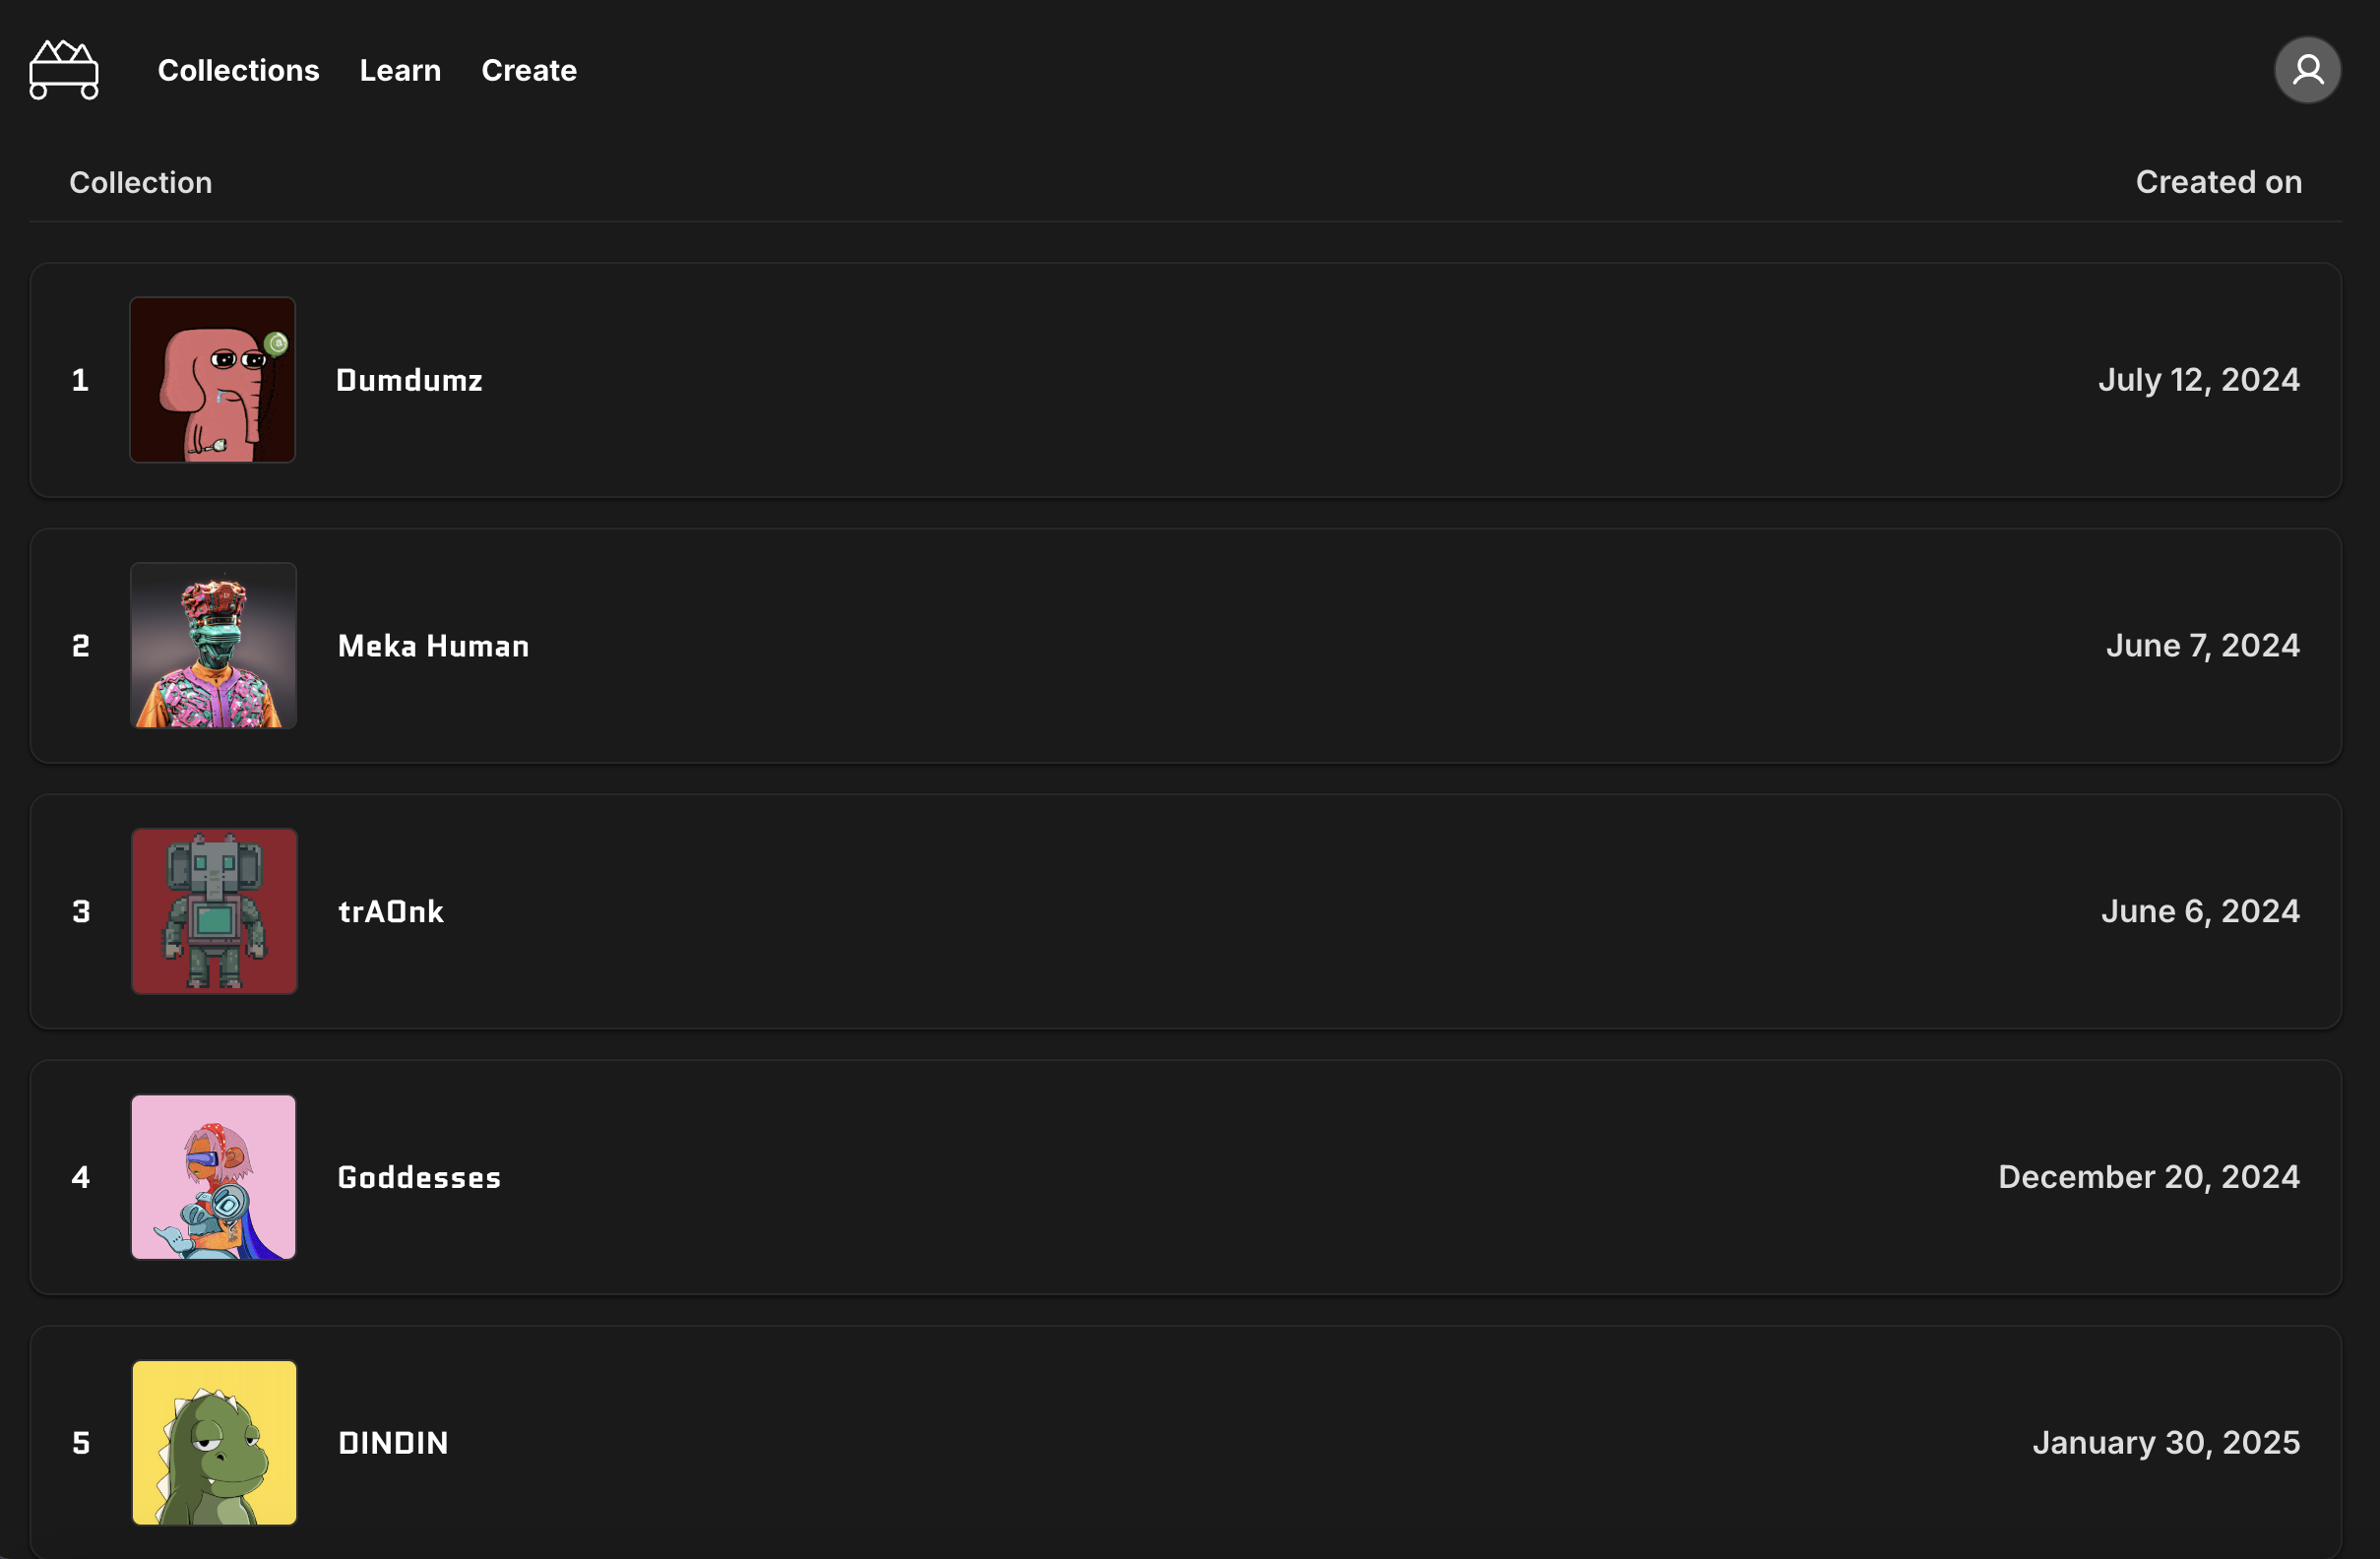 Collections Learn Create
Collection Created on
1 Dumdumz July 12, 2024
2 Meka Human June 7, 2024
3 trAOnk June 6, 2024
4 Goddesses December 20, 2024
5 DINDIN January 30, 2025